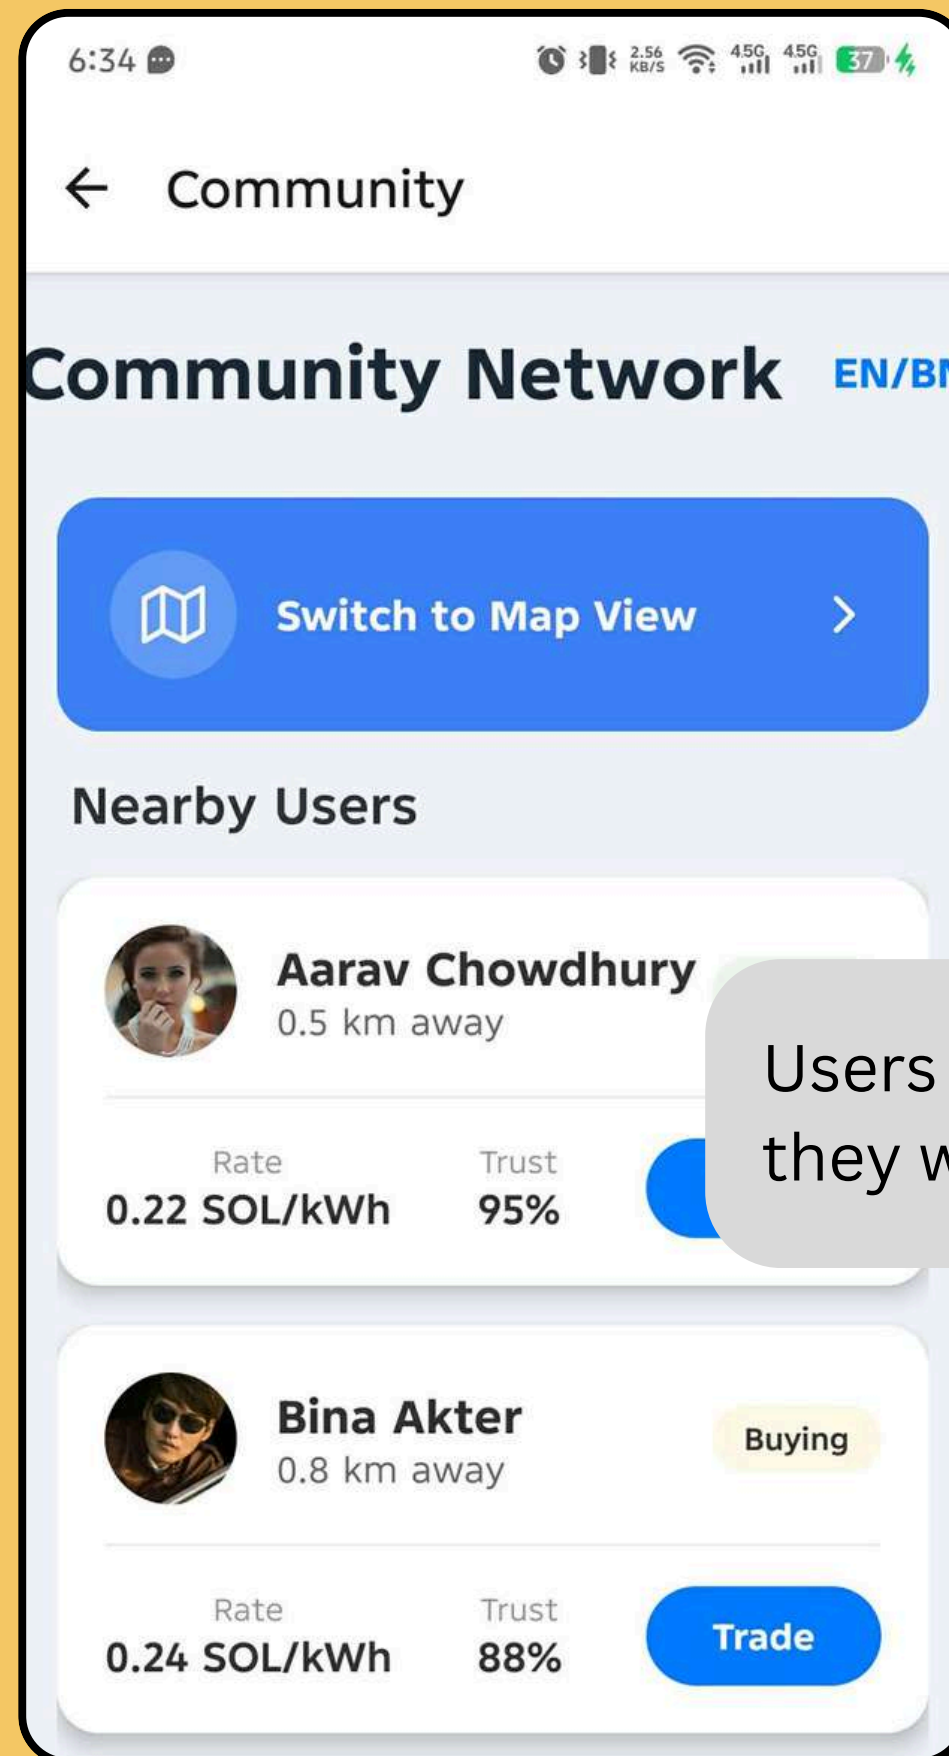 6:34
2.56 KB/S 4.5G 4.5G 37
Community
Community Network EN/BN
Switch to Map View
Nearby Users
Aarav Chowdhury
0.5 km away
Users
they w
Rate Trust
0.22 SOL/kWh 95%
Bina Akter
0.8 km away
Buying
Rate Trust
0.24 SOL/kWh 88%
Trade